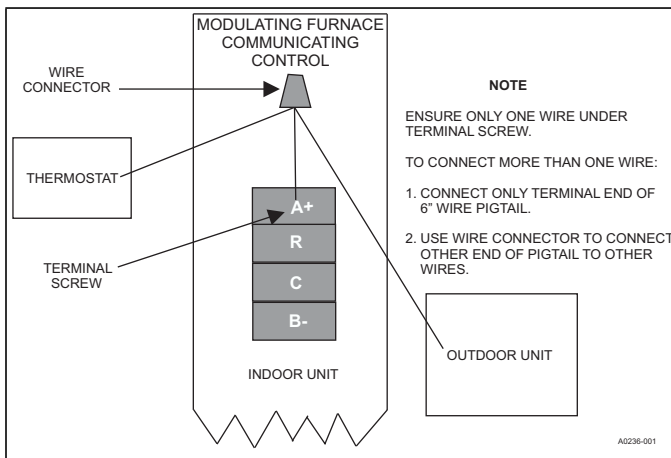 MODULATING FURNACE
COMMUNICATING
CONTROL
WIRE
CONNECTOR
THERMOSTAT
A+
R
C
B-
TERMINAL
SCREW
INDOOR UNIT
NOTE
ENSURE ONLY ONE WIRE UNDER
TERMINAL SCREW.
TO CONNECT MORE THAN ONE WIRE:
1. CONNECT ONLY TERMINAL END OF
6" WIRE PIGTAIL.
2. USE WIRE CONNECTOR TO CONNECT
OTHER END OF PIGTAIL TO OTHER
WIRES.
OUTDOOR UNIT
A0236-001